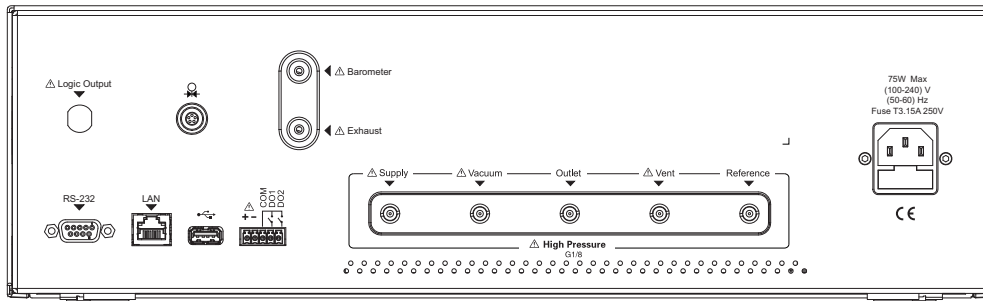 ⚠ Logic Output
⚠ Barometer
⚠ Exhaust
75W Max
(100-240) V
(50-60) Hz
Fuse T3.15A 250V
⚠ Supply
⚠ Vacuum
Outlet
⚠ Vent
Reference
RS-232
LAN
⚠
+ -
COM
DO1
DO2
⚠ High Pressure
G1/8
CE